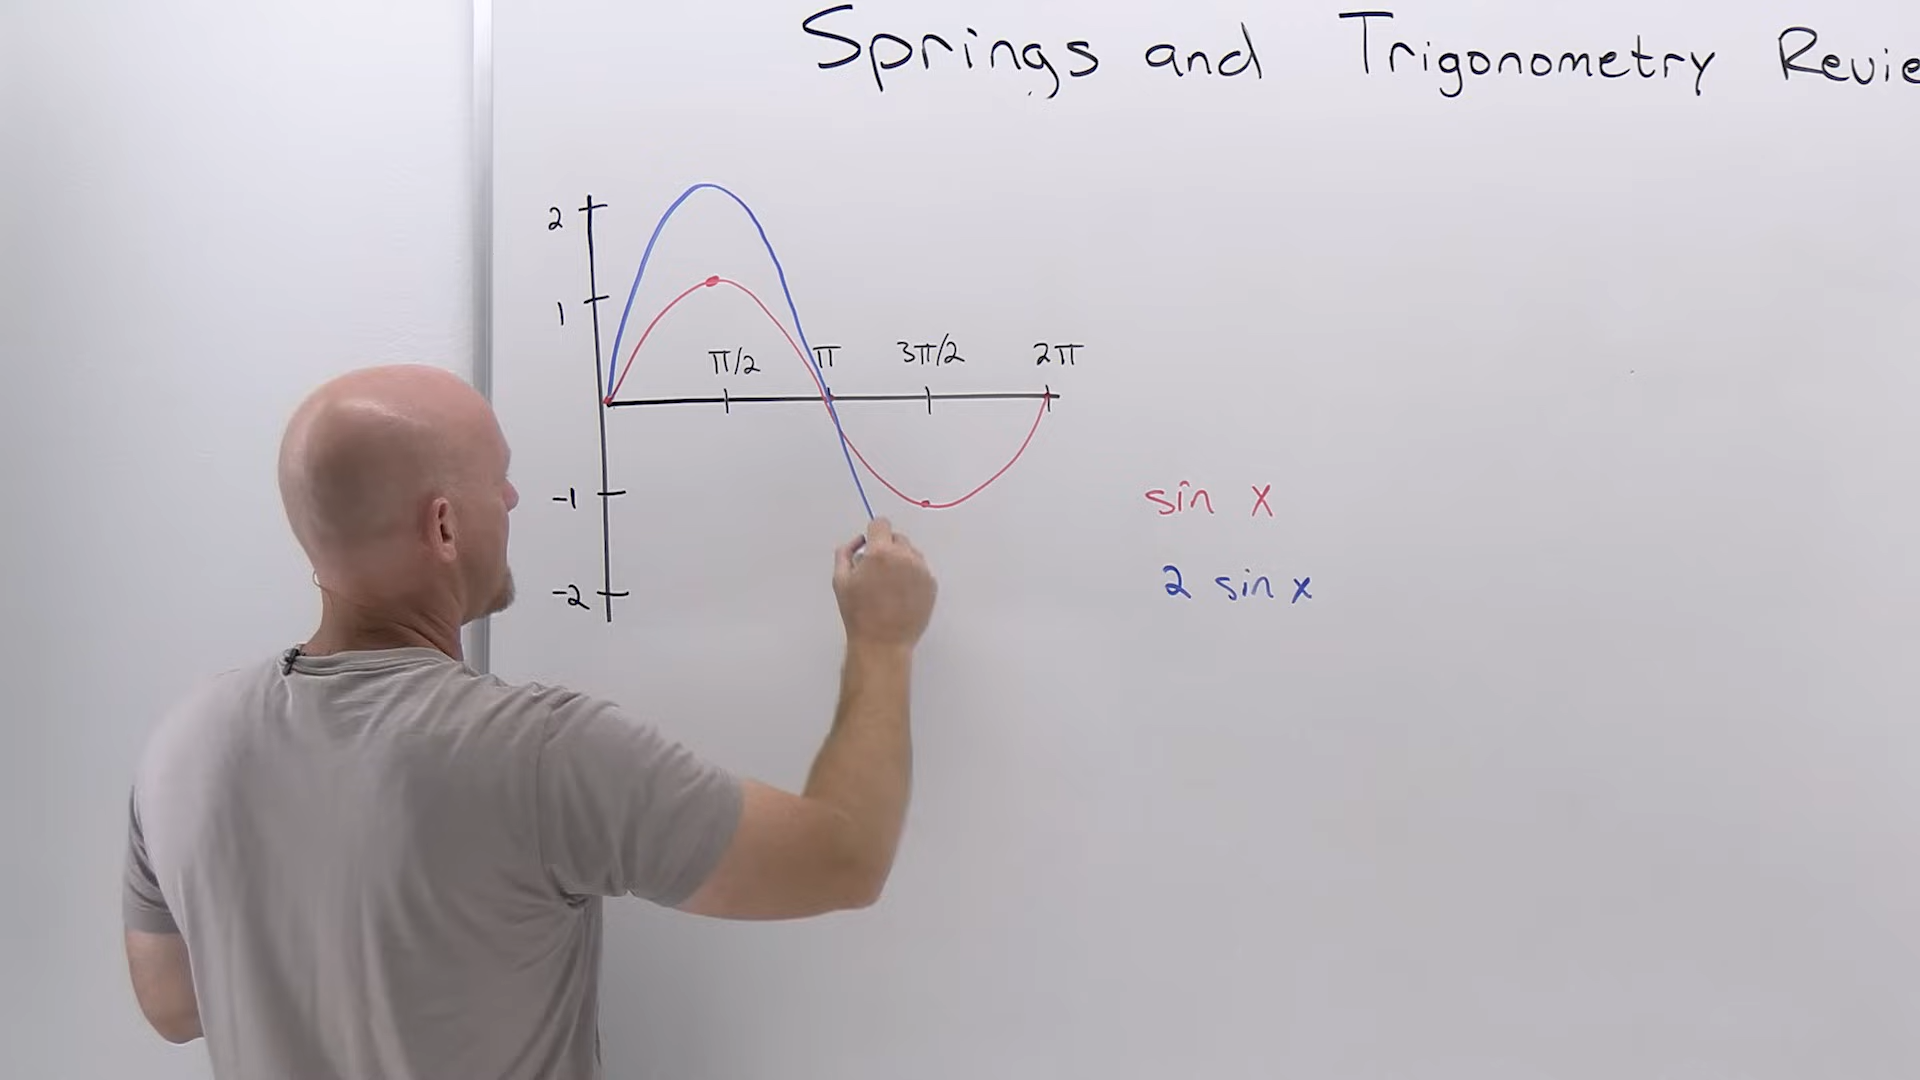 Springs and Trigonometry Revie
2
1
π/2 π 3π/2 2π
-1
sin x
2 sin x
-2